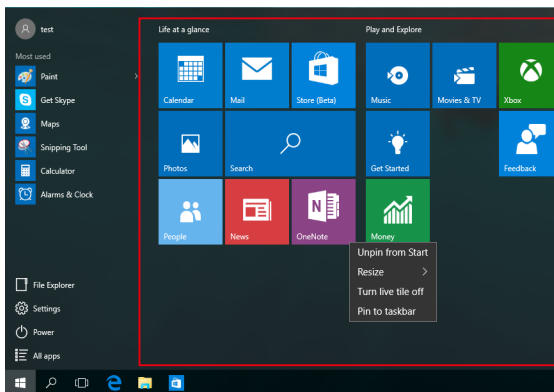 test
Most used
Paint
Get Skype
Maps
Snipping Tool
Calculator
Alarms & Clock
File Explorer
Settings
Power
All apps
Life at a glance
Play and Explore
Calendar
Mail
Store (Beta)
Music
Movies & TV
Xbox
Photos
Search
Get Started
Feedback
People
News
OneNote
Money
Unpin from Start
Resize
Turn live tile off
Pin to taskbar